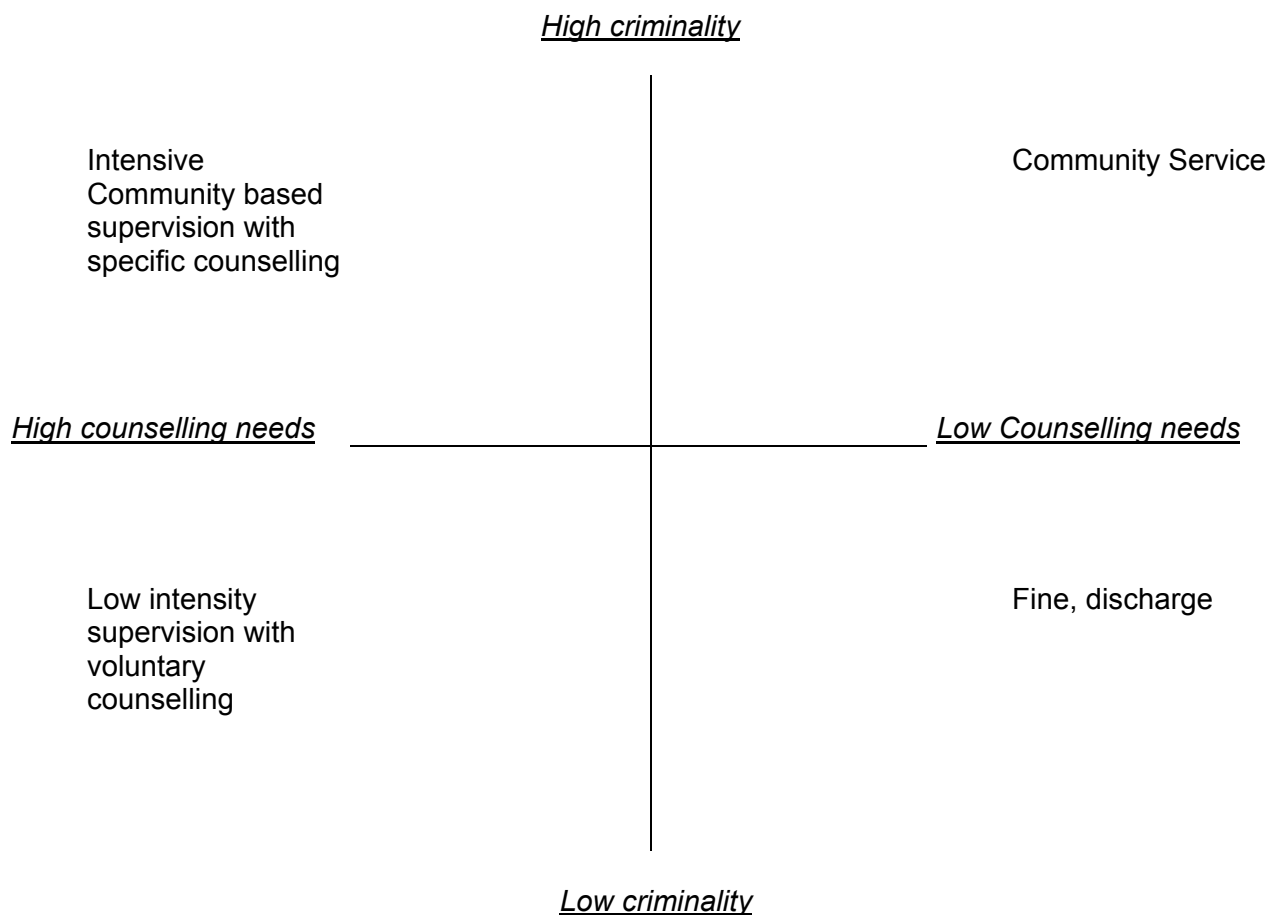 High criminality
Intensive
Community based
supervision with
specific counselling
Community Service
High counselling needs
Low Counselling needs
Low intensity
supervision with
voluntary
counselling
Fine, discharge
Low criminality